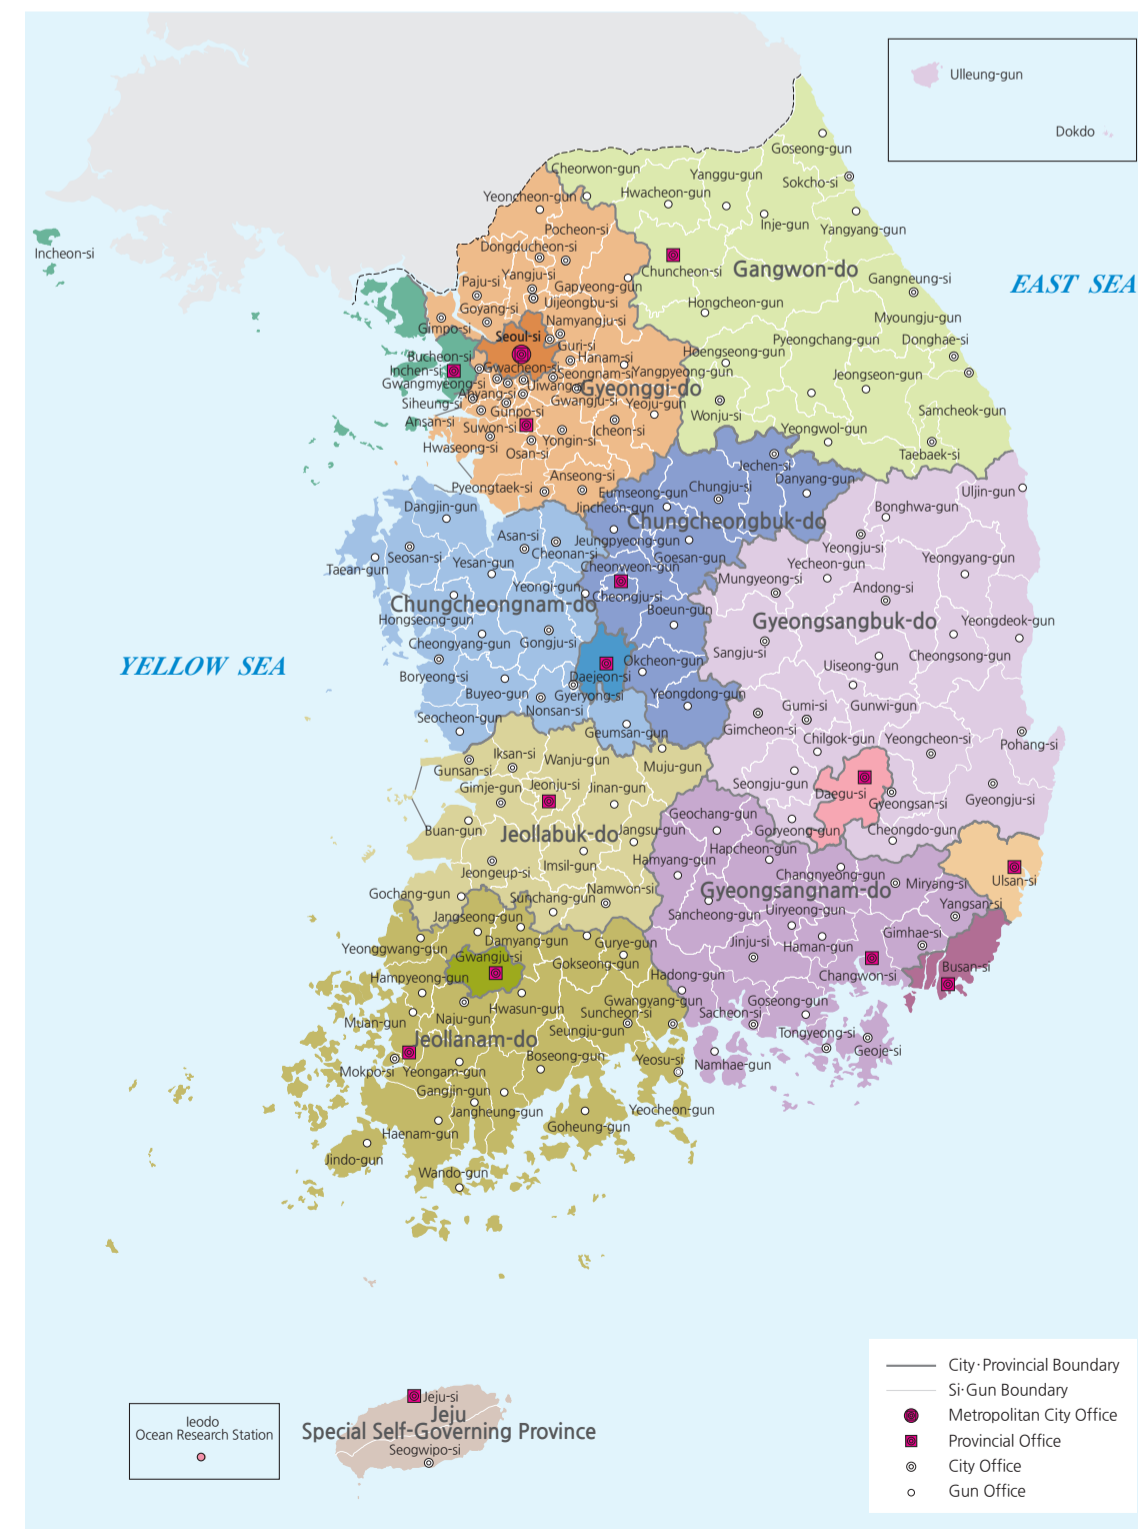 Ulleung-gun
Dokdo
Goseong-gun
Cheorwon-gun
Yanggu-gun
Sokcho-si
Hwacheon-gun
Yeoncheon-gun
Inje-gun
Yangyang-gun
Pocheon-si
Incheon-si
Dongducheon-si
Chuncheon-si
Gangwon-do
Yangju-si
Gangneung-si
Paju-si
Gapyeong-gun
EAST SEA
Uijeongbu-si
Hongcheon-gun
Goyang-si
Myoungju-gun
Namyangju-si
Gimpo-si
Seoul-si
Pyeongchang-gun
Donghae-si
Guri-si
Hoengseong-gun
Bucheon-si
Hanam-si
Gwacheon-si
Inchen-si
Yangpyeong-gun
Seongnam-si
Jeongseon-gun
Gwangmyeong-si
Uiwang-si
Gyeonggi-do
Anyang-si
Gwangju-si
Siheung-si
Yeoju-gun
Gunpo-si
Samcheok-gun
Wonju-si
Ansan-si
Icheon-si
Suwon-si
Yeongwol-gun
Yongin-si
Hwaseong-si
Osan-si
Taebaek-si
Jechen-si
Anseong-si
Danyang-gun
Pyeongtaek-si
Chungju-si
Eumseong-gun
Uljin-gun
Dangjin-gun
Jincheon-gun
Bonghwa-gun
Chungcheongbuk-do
Asan-si
Jeungpyeong-gun
Cheonan-si
Yeongju-si
Seosan-si
Goesan-gun
Yesan-gun
Yecheon-gun
Yeongyang-gun
Taean-gun
Cheonweon-gun
Mungyeong-si
Yeongi-gun
Andong-si
Cheongju-si
Chungcheongnam-do
Boeun-gun
Hongseong-gun
Gyeongsangbuk-do
Yeongdeok-gun
Cheongyang-gun
Gongju-si
Sangju-si
Cheongsong-gun
YELLOW SEA
Okcheon-gun
Uiseong-gun
Boryeong-si
Daejeon-si
Buyeo-gun
Gyeryong-si
Yeongdong-gun
Gumi-si
Gunwi-gun
Nonsan-si
Seocheon-gun
Gimcheon-si
Geumsan-gun
Chilgok-gun
Yeongcheon-si
Pohang-si
Iksan-si
Wanju-gun
Gunsan-si
Muju-gun
Seongju-gun
Gimje-gun
Jeonju-si
Jinan-gun
Daegu-si
Gyeongsan-si
Gyeongju-si
Geochang-gun
Buan-gun
Jeollabuk-do
Jangsu-gun
Goryeong-gun
Cheongdo-gun
Hapcheon-gun
Hamyang-gun
Imsil-gun
Jeongeup-si
Changnyeong-gun
Ulsan-si
Miryang-si
Namwon-si
Gyeongsangnam-do
Gochang-gun
Sunchang-gun
Yangsan-si
Sancheong-gun
Uiryeong-gun
Jangseong-gun
Gimhae-si
Damyang-gun
Gurye-gun
Jinju-si
Haman-gun
Yeonggwang-gun
Gwangju-si
Gokseong-gun
Busan-si
Hadong-gun
Changwon-si
Hampyeong-gun
Hwasun-gun
Gwangyang-gun
Goseong-gun
Suncheon-si
Sacheon-si
Muan-gun
Naju-gun
Seungju-gun
Tongyeong-si
Jeollanam-do
Geoje-si
Boseong-gun
Yeosu-si
Namhae-gun
Mokpo-si
Yeongam-gun
Gangjin-gun
Jangheung-gun
Yeocheon-gun
Goheung-gun
Haenam-gun
Jindo-gun
Wando-gun
City·Provincial Boundary
Si·Gun Boundary
Metropolitan City Office
Provincial Office
City Office
Gun Office
Jeju-si
Jeju
Special Self-Governing Province
Seogwipo-si
Ieodo
Ocean Research Station